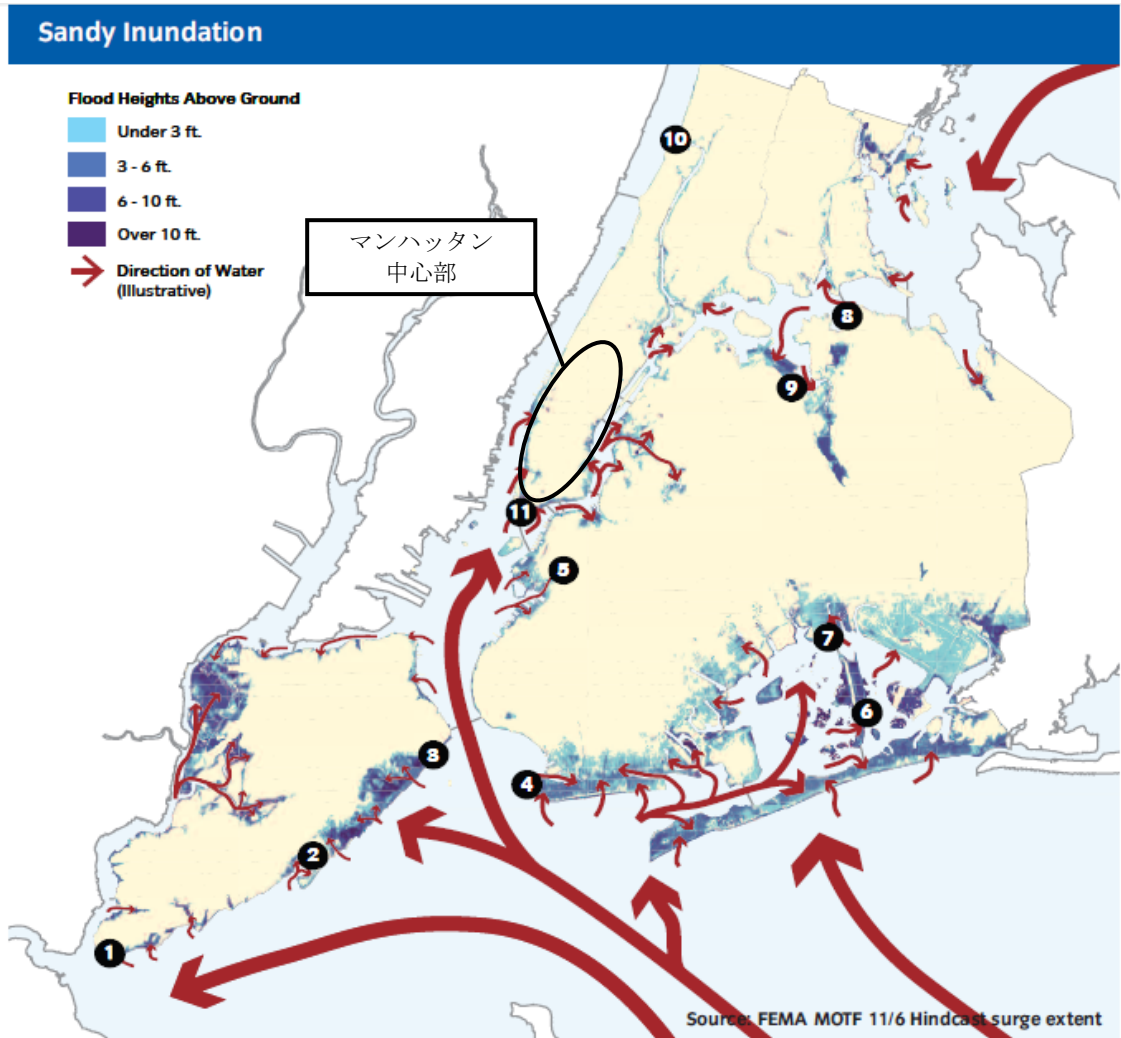 Sandy Inundation
Flood Heights Above Ground
Under 3 ft.
3 - 6 ft.
6 - 10 ft.
Over 10 ft.
Direction of Water
(Illustrative)
マンハッタン
中心部
10
8
9
11
5
7
6
8
4
2
1
Source: FEMA MOTF 11/6 Hindcast surge extent